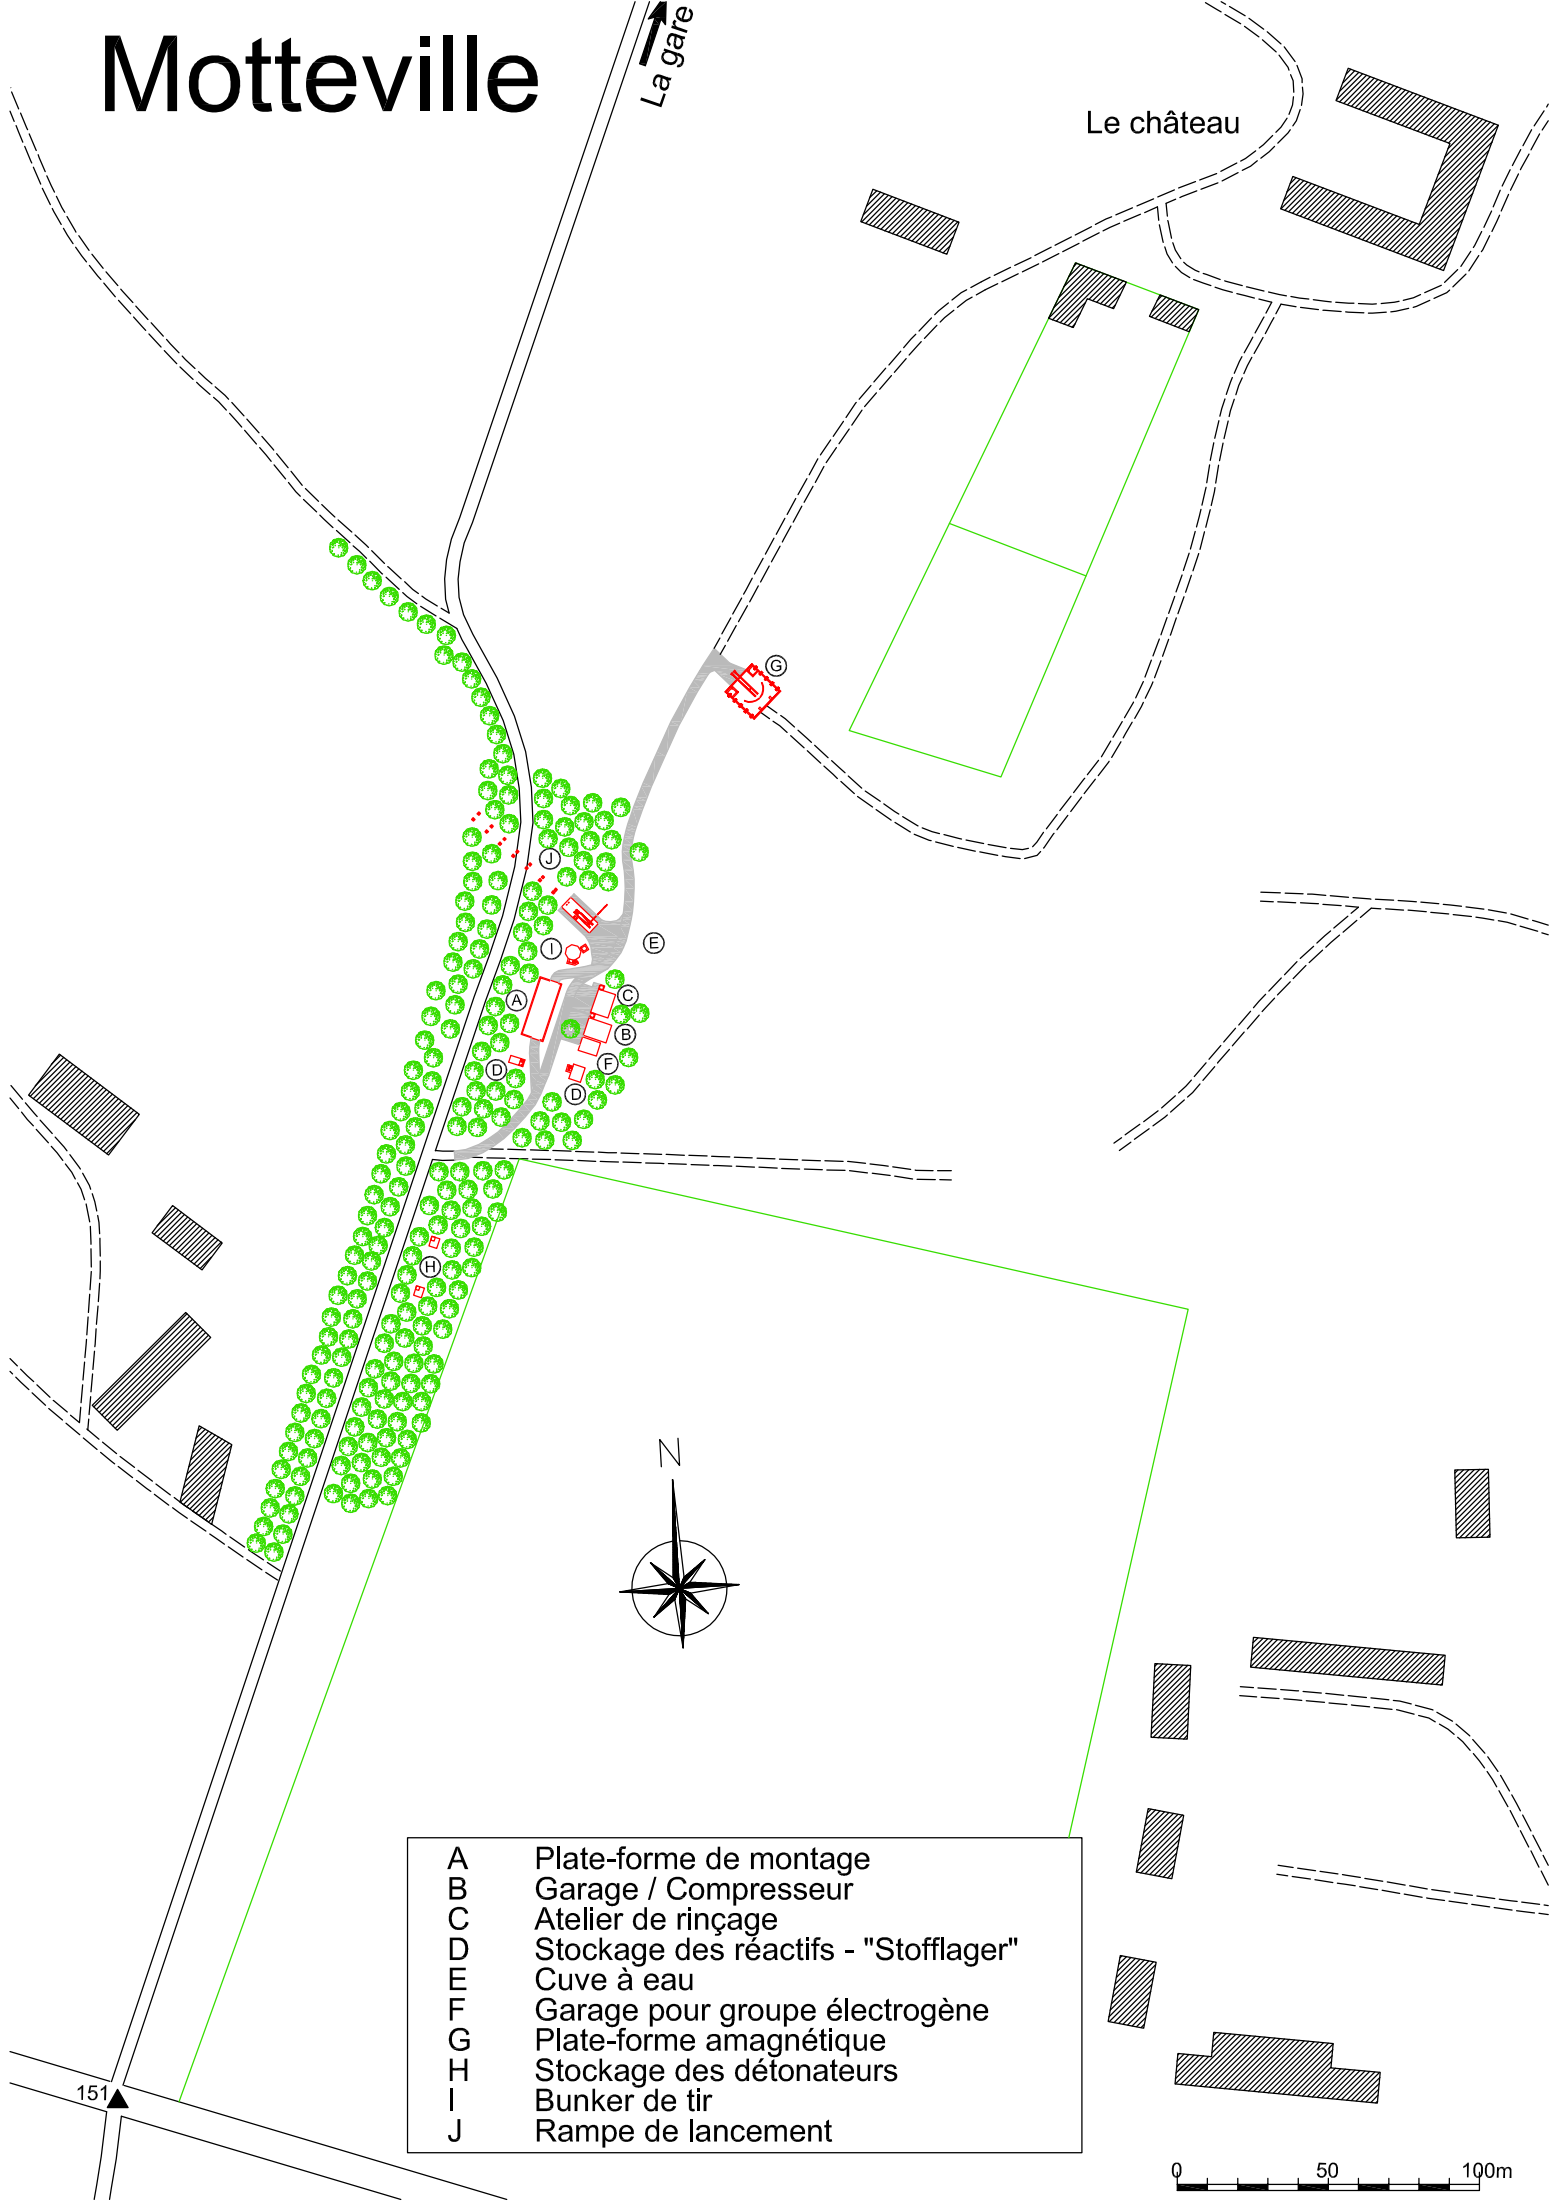 Motteville
La gare
Le château
G
J
I
E
A
C
B
D
F
D
H
N
A Plate-forme de montage
B Garage / Compresseur
C Atelier de rinçage
D Stockage des réactifs - "Stofflager"
E Cuve à eau
F Garage pour groupe électrogène
G Plate-forme amagnétique
H Stockage des détonateurs
I Bunker de tir
J Rampe de lancement
151
0 50 100m